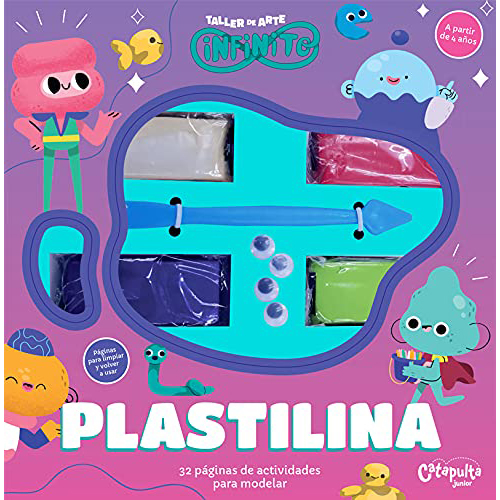 TALLER DE ARTE
INFINITO
A partir
de 4 años
Páginas
para limpiar
y volver
a usar
PLASTILINA
32 páginas de actividades
para modelar
Catapulta
junior